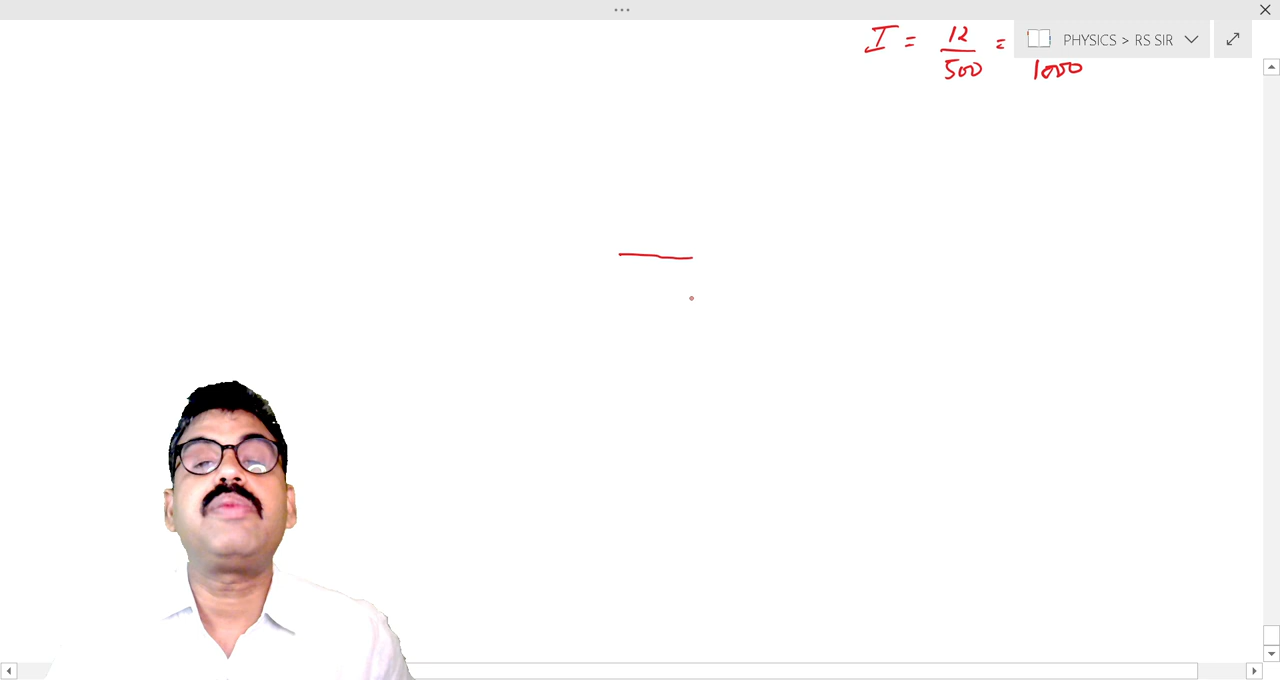 I = 12/500 = /1000
PHYSICS > RS SIR